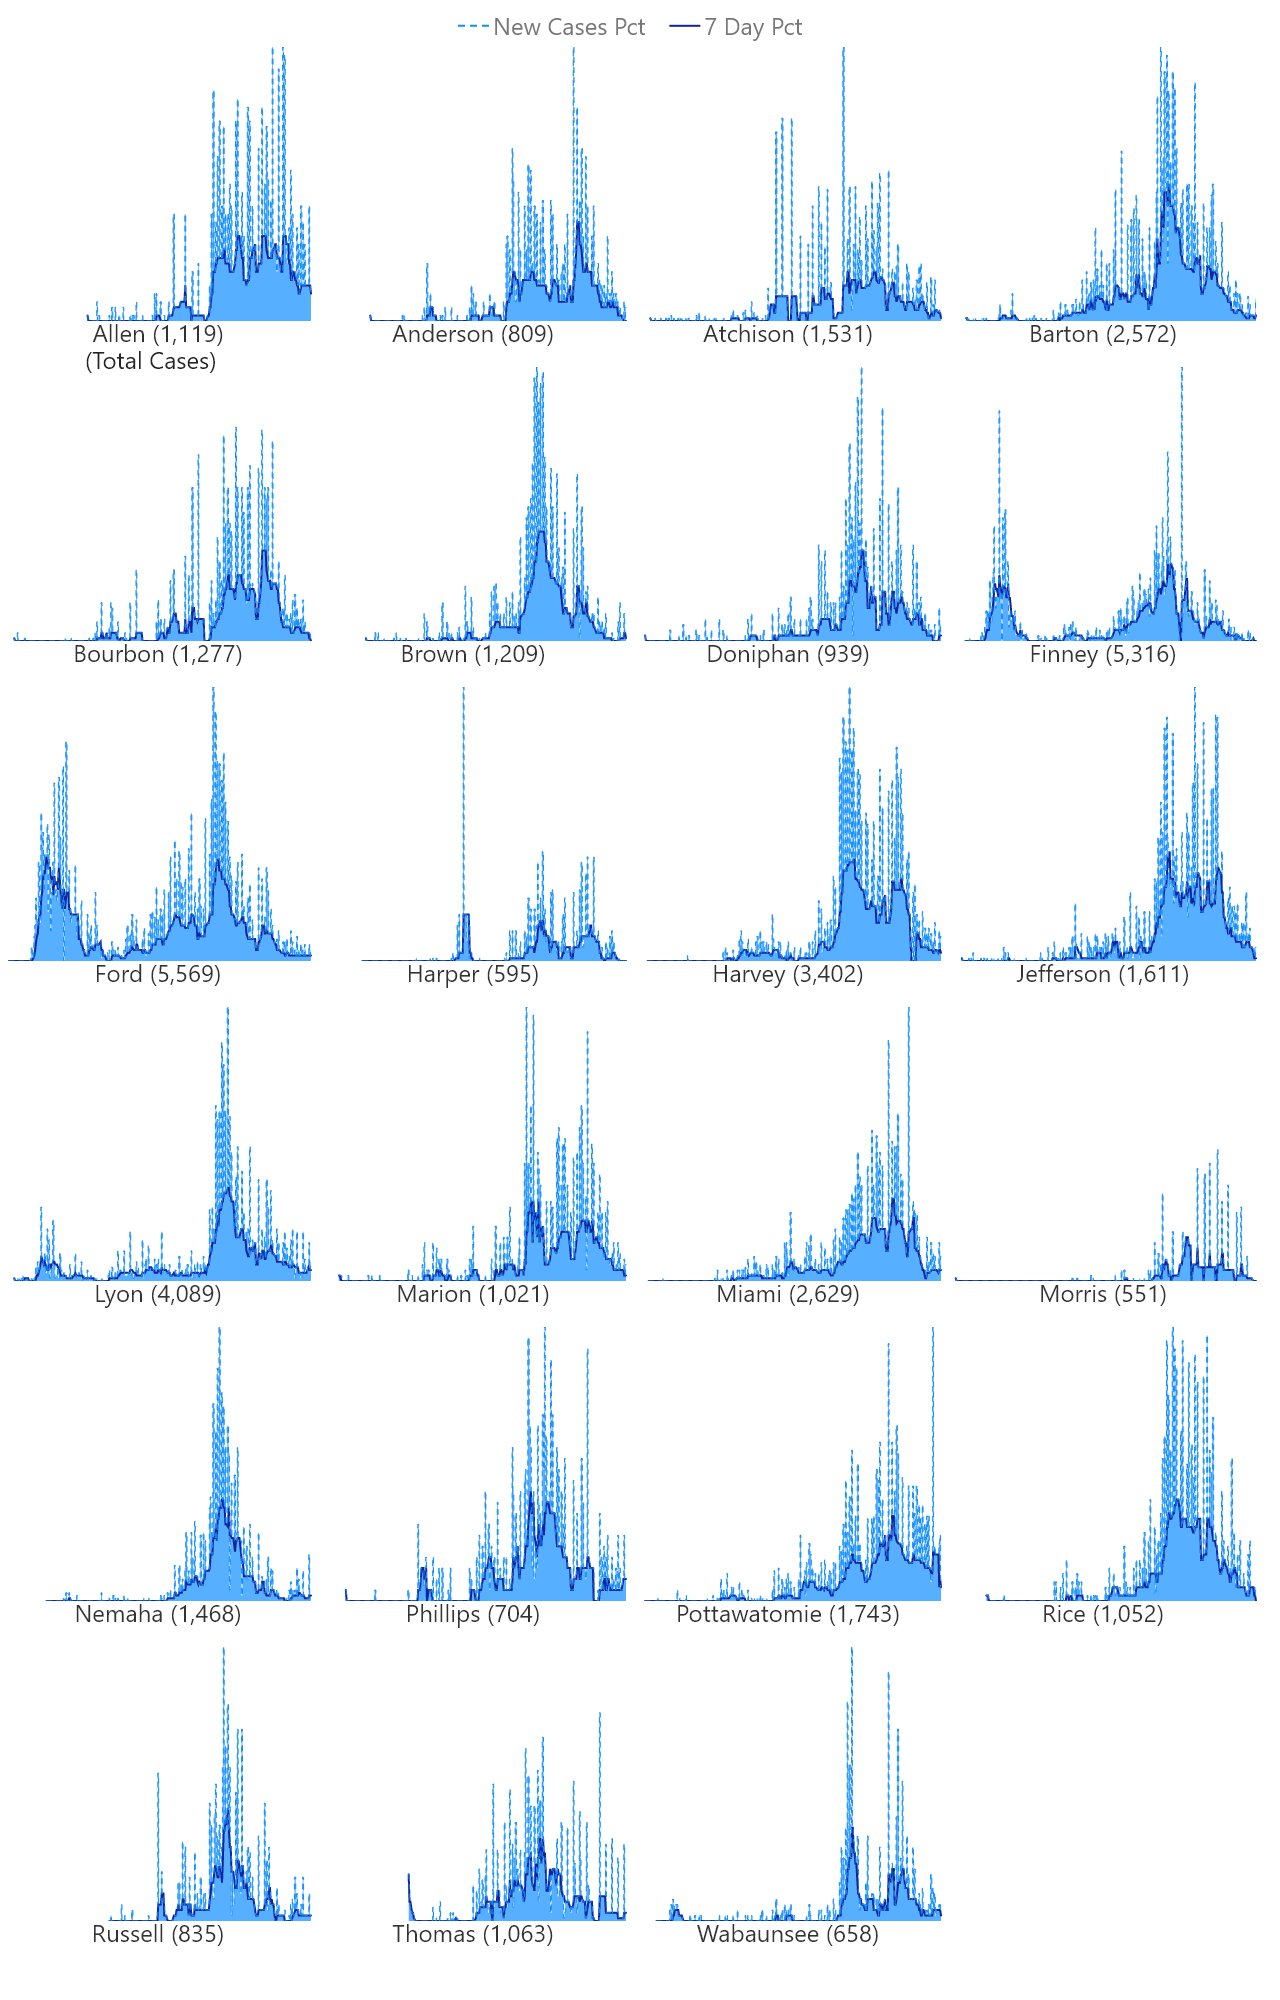 New Cases Pct 7 Day Pct
Allen (1,119) Anderson (809) Atchison (1,531) Barton (2,572)
(Total Cases)
Bourbon (1,277) Brown (1,209) Doniphan (939) Finney (5,316)
Ford (5,569) Harper (595) Harvey (3,402) Jefferson (1,611)
Lyon (4,089) Marion (1,021) Miami (2,629) Morris (551)
Nemaha (1,468) Phillips (704) Pottawatomie (1,743) Rice (1,052)
Russell (835) Thomas (1,063) Wabaunsee (658)